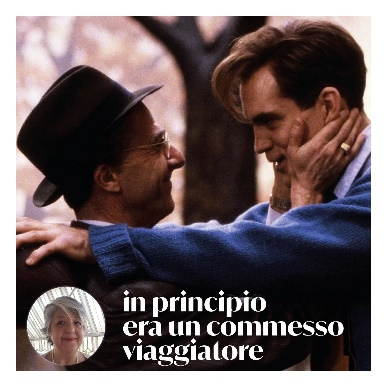 in principio
era un commesso
viaggiatore